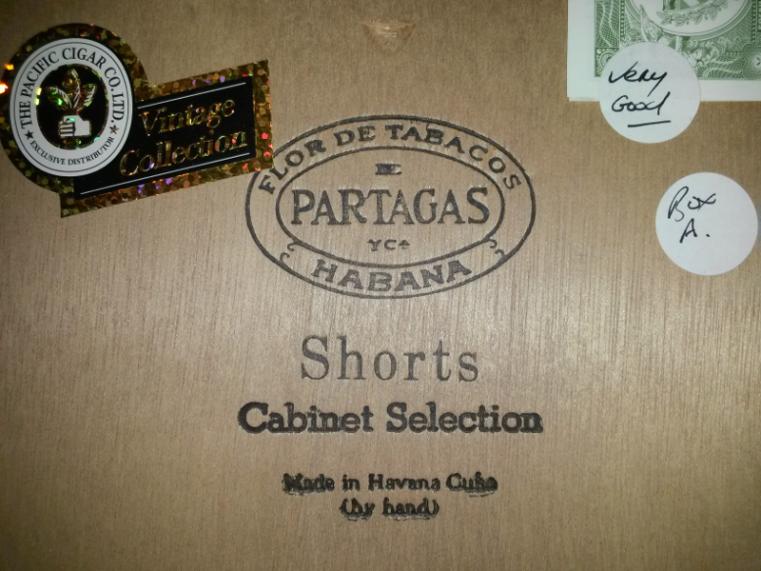 THE PACIFIC CIGAR CO. LTD.
★ EXCLUSIVE DISTRIBUTOR ★
Vintage
Collection
Very
Good
Box
A.
FLOR DE TABACOS
DE
PARTAGAS
Y Cª
HABANA
Shorts
Cabinet Selection
Made in Havana Cuba
(by hand)